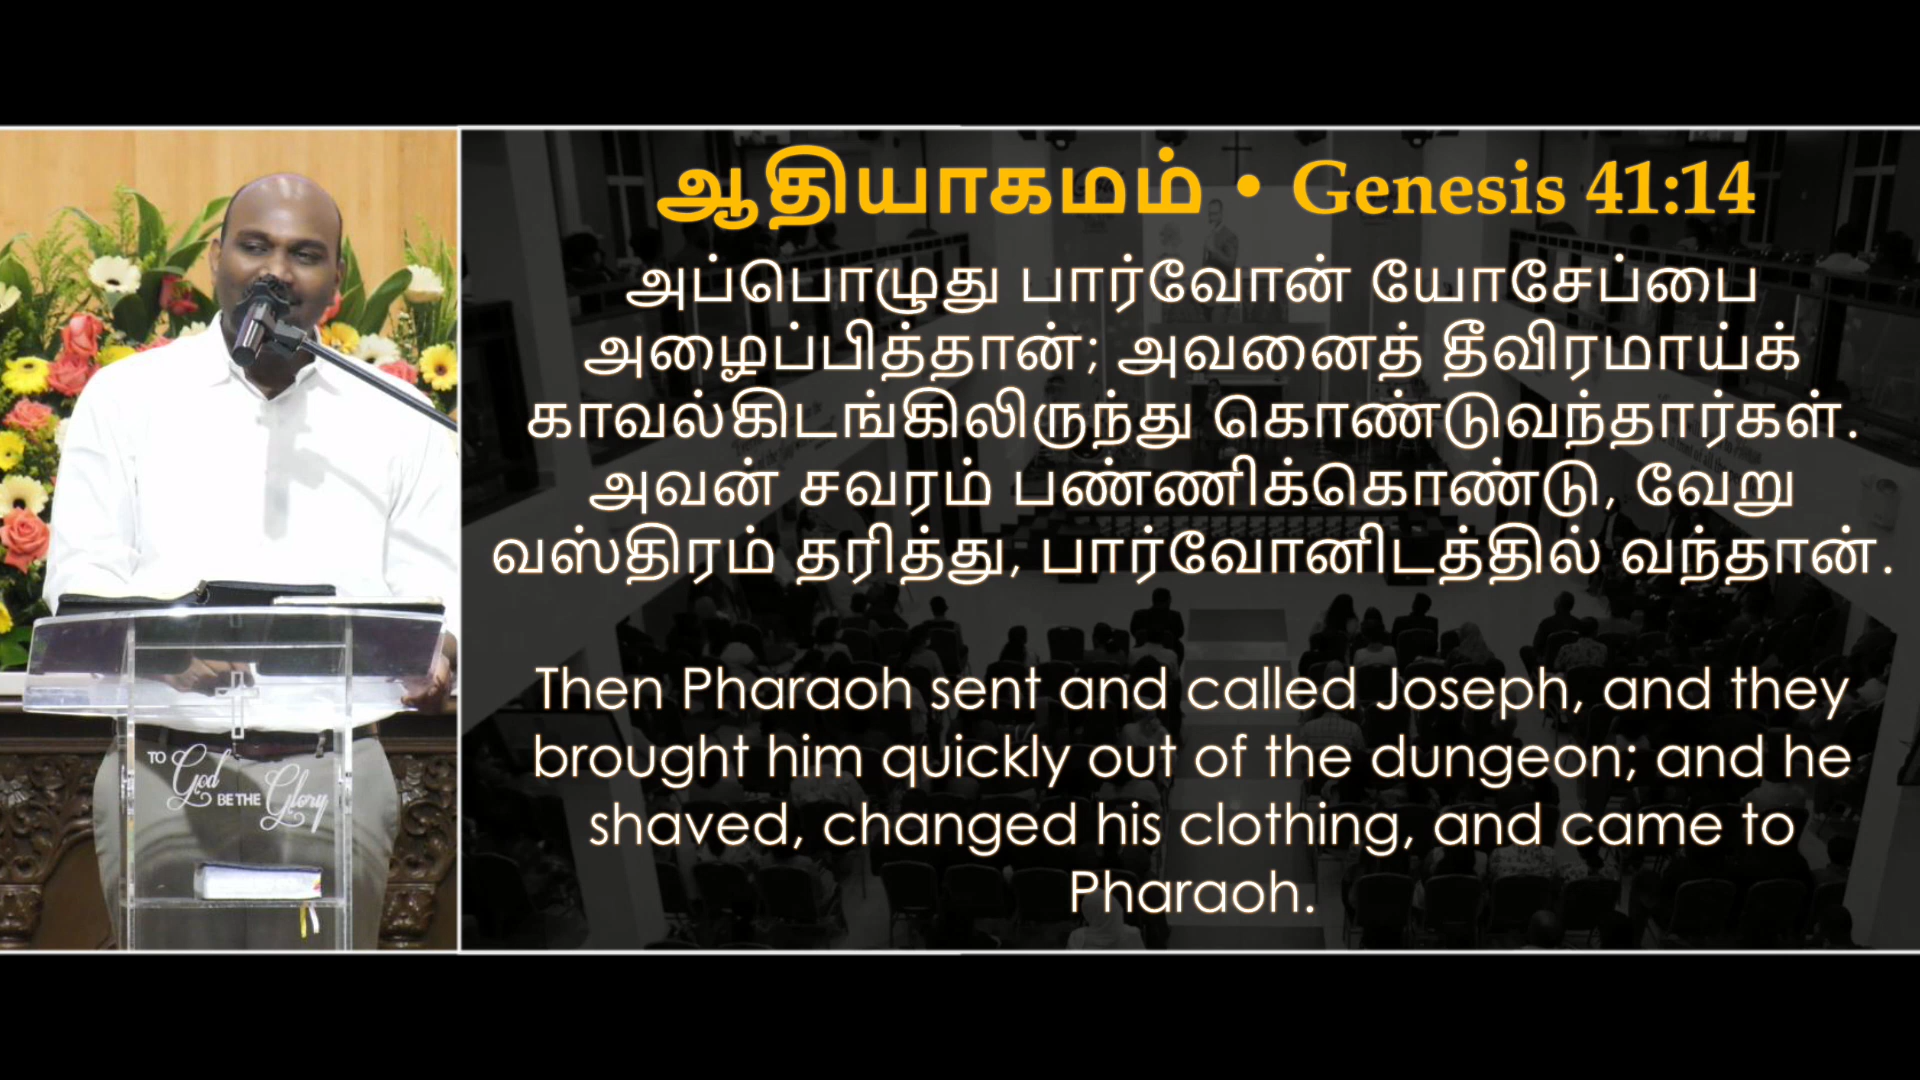 ஆதியாகமம் • Genesis 41:14
அப்பொழுது பார்வோன் யோசேப்பை
அழைப்பித்தான்; அவனைத் தீவிரமாய்க்
காவல்கிடங்கிலிருந்து கொண்டுவந்தார்கள்.
அவன் சவரம் பண்ணிக்கொண்டு, வேறு
வஸ்திரம் தரித்து, பார்வோனிடத்தில் வந்தான்.
Then Pharaoh sent and called Joseph, and they
brought him quickly out of the dungeon; and he
shaved, changed his clothing, and came to
Pharaoh.
TO God BE THE Glory